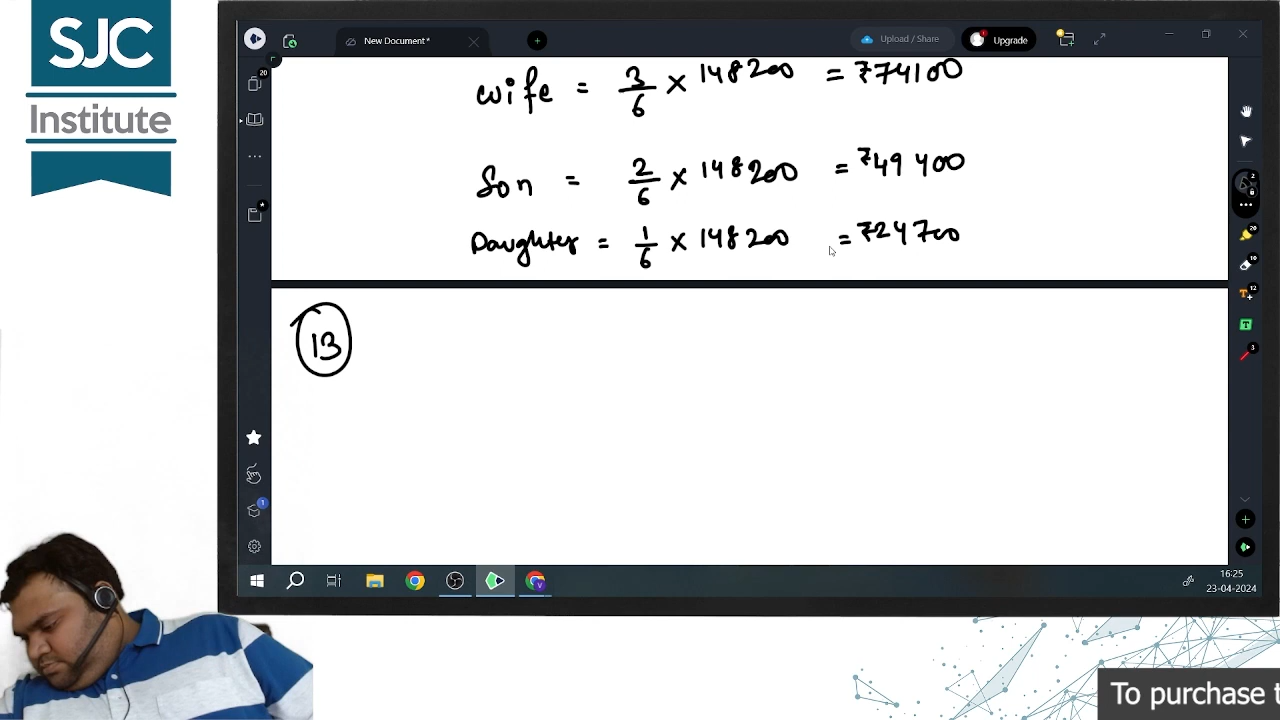 SJC
Institute
New Document*
Upload / Share
Upgrade
wife = 3/6 × 148200 = ₹74100
Son = 2/6 × 148200 = ₹49400
Daughter = 1/6 × 148200 = ₹24700
13
16:25
23-04-2024
To purchase t